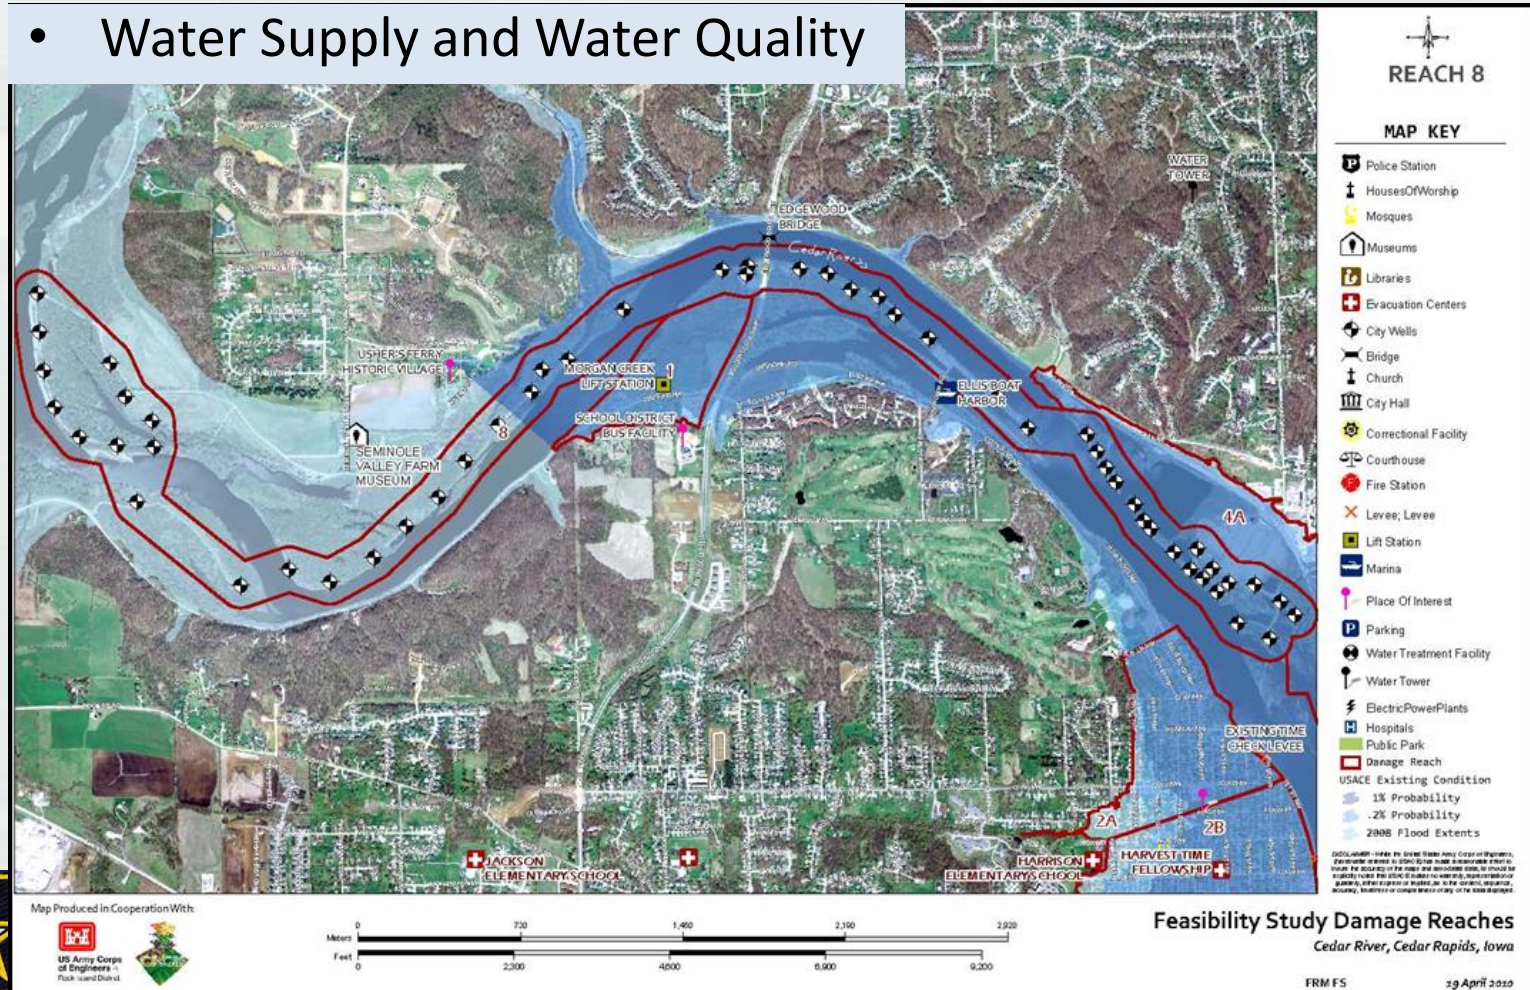 • Water Supply and Water Quality
REACH 8
MAP KEY
Police Station
HousesOfWorship
Mosques
Museums
Libraries
Evacuation Centers
City Wells
Bridge
Church
City Hall
Correctional Facility
Courthouse
Fire Station
Levee; Levee
Lift Station
Marina
Place Of Interest
Parking
Water Treatment Facility
Water Tower
ElectricPowerPlants
Hospitals
Public Park
Damage Reach
USACE Existing Condition
1% Probability
.2% Probability
2008 Flood Extents
WATER
TOWER
EDGEWOOD
BRIDGE
Cedar River
USHER'S FERRY
HISTORIC VILLAGE
MORGAN CREEK
LIFT STATION
1
SCHOOL DISTRICT
BUS FACILITY
ELLIS BOAT
HARBOR
8
SEMINOLE
VALLEY FARM
MUSEUM
4A
EXISTING TIME
CHECK LEVEE
2A
2B
JACKSON
ELEMENTARY SCHOOL
HARRISON
ELEMENTARY SCHOOL
HARVEST TIME
FELLOWSHIP
Map Produced in Cooperation With:
US Army Corps
of Engineers
Rock Island District
Meters
0 730 1,460 2,190 2,920
Feet
0 2,300 4,600 6,900 9,200
Feasibility Study Damage Reaches
Cedar River, Cedar Rapids, Iowa
FRM FS 19 April 2010